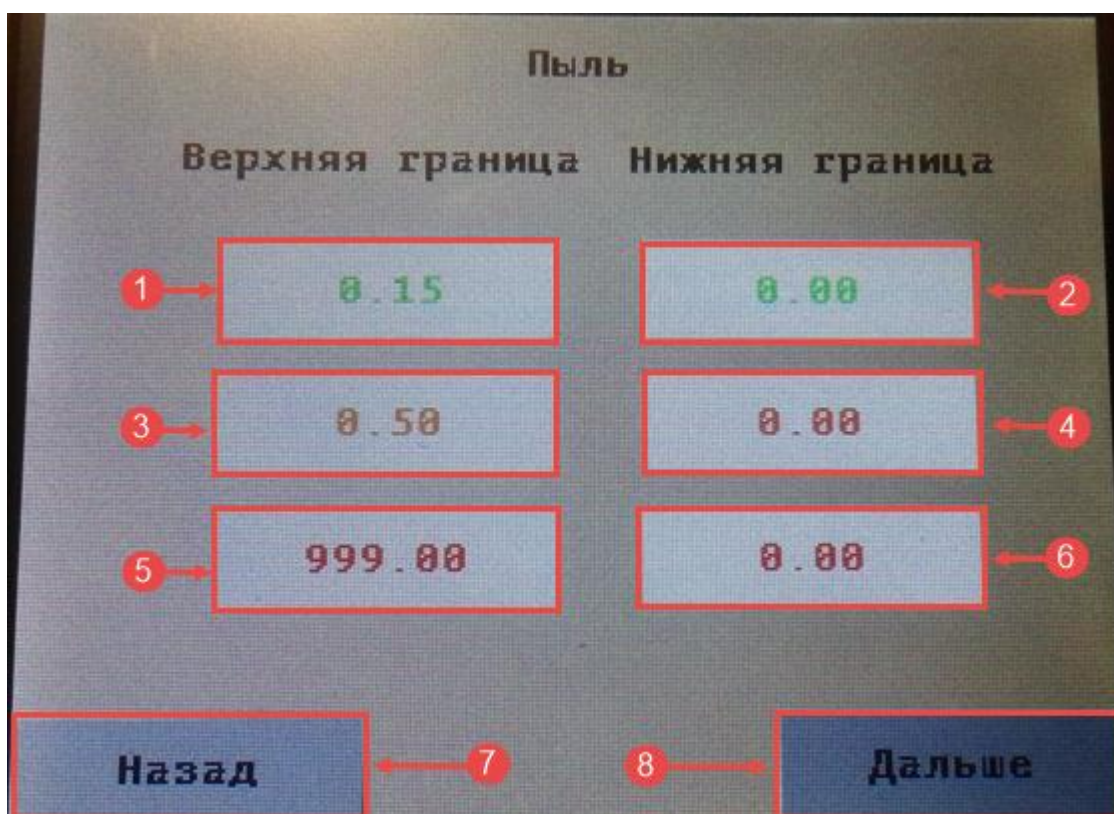 Пыль
Верхняя граница Нижняя граница
1 0.15 0.00 2
3 0.50 0.00 4
5 999.00 0.00 6
Назад 7 8 Дальше